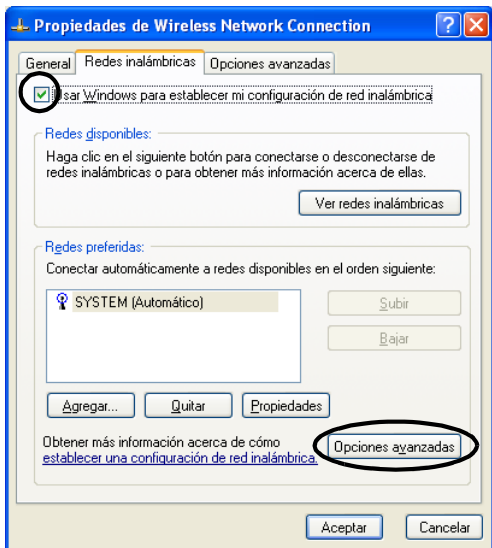 Propiedades de Wireless Network Connection
General Redes inalámbricas Opciones avanzadas
Usar Windows para establecer mi configuración de red inalámbrica
Redes disponibles:
Haga clic en el siguiente botón para conectarse o desconectarse de
redes inalámbricas o para obtener más información acerca de ellas.
Ver redes inalámbricas
Redes preferidas:
Conectar automáticamente a redes disponibles en el orden siguiente:
SYSTEM (Automático)
Subir
Bajar
Agregar... Quitar Propiedades
Obtener más información acerca de cómo
establecer una configuración de red inalámbrica.
Opciones avanzadas
Aceptar Cancelar